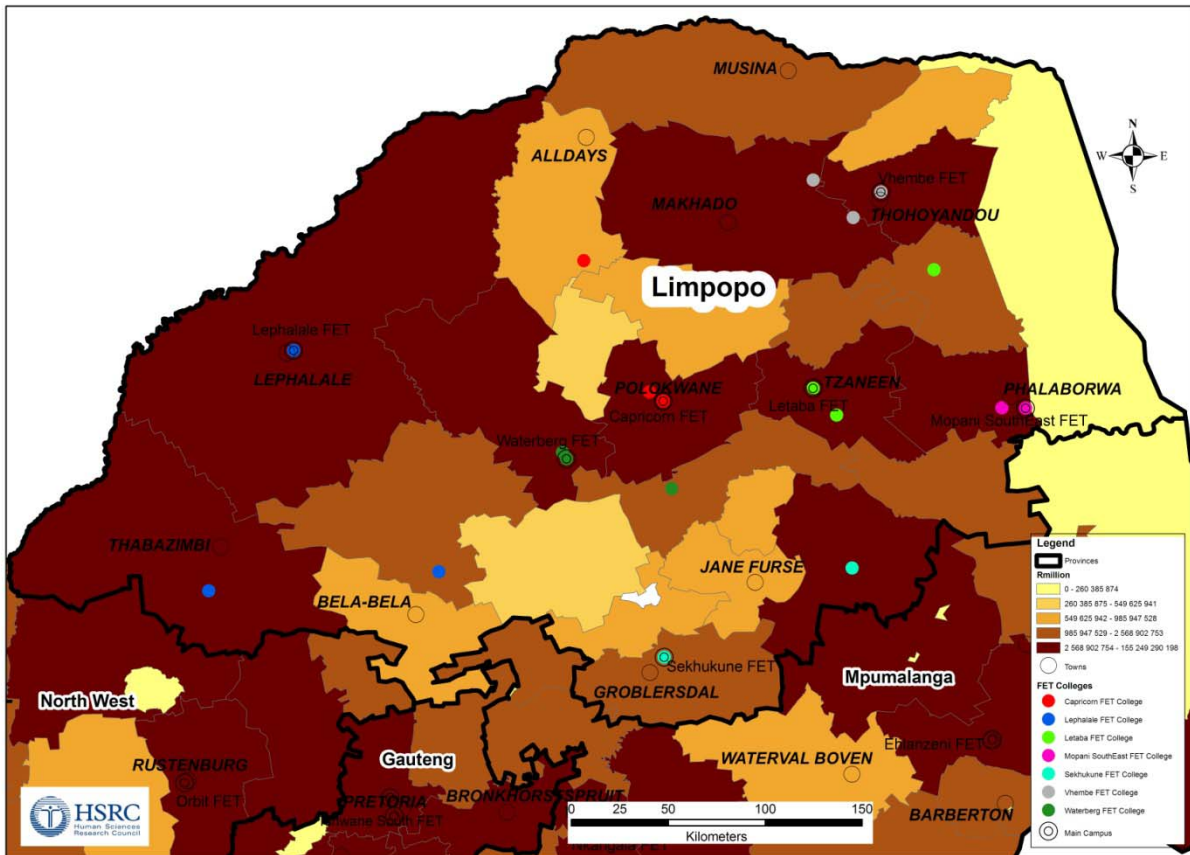 MUSINA
N
W E
S
ALLDAYS
Vhembe FET
MAKHADO
THOHOYANDOU
Limpopo
Lephalale FET
LEPHALALE
POLOKWANE
TZANEEN
PHALABORWA
Capricorn FET
Letaba FET
Mopani SouthEast FET
Waterberg FET
THABAZIMBI
JANE FURSE
BELA-BELA
Sekhukune FET
GROBLERSDAL
Mpumalanga
North West
Gauteng
Ehlanzeni FET
WATERVAL BOVEN
RUSTENBURG
Orbit FET
PRETORIA
BRONKHORSTSPRUIT
South FET
BARBERTON
Nkangala FET
0 25 50 100 150
Kilometers
HSRC
Human Sciences
Research Council
Legend
Provinces
Rmillion
0 - 260 385 874
260 385 875 - 549 625 941
549 625 942 - 985 947 528
985 947 529 - 2 568 902 753
2 568 902 754 - 155 249 290 198
Towns
FET Colleges
Capricorn FET College
Lephalale FET College
Letaba FET College
Mopani SouthEast FET College
Sekhukune FET College
Vhembe FET College
Waterberg FET College
Main Campus